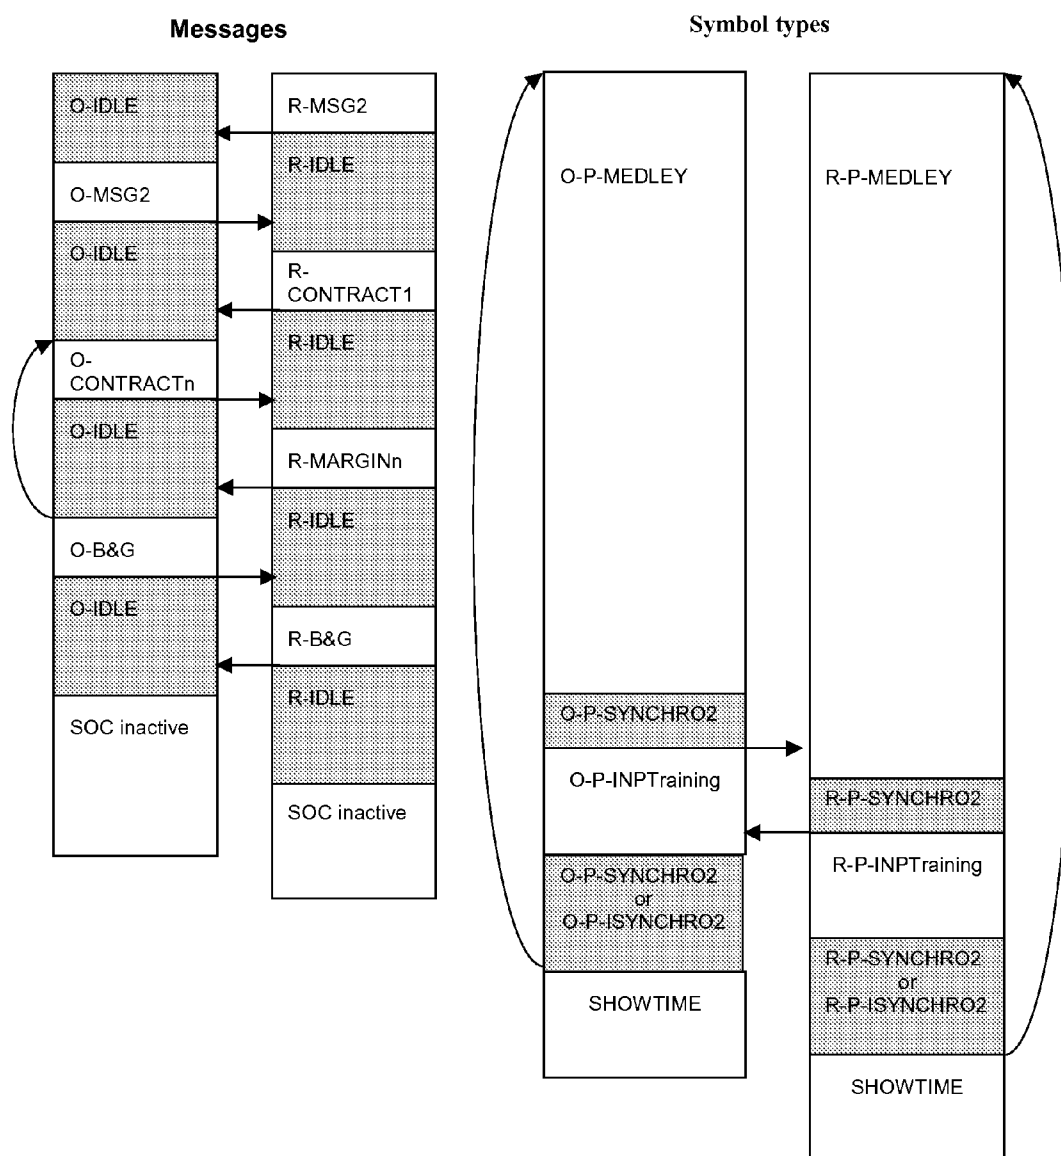 Messages
O-IDLE
O-MSG2
O-IDLE
O-
CONTRACTn
O-IDLE
O-B&G
O-IDLE
SOC inactive
R-MSG2
R-IDLE
R-
CONTRACT1
R-IDLE
R-MARGINn
R-IDLE
R-B&G
R-IDLE
SOC inactive
Symbol types
O-P-MEDLEY
O-P-SYNCHRO2
O-P-INPTraining
O-P-SYNCHRO2
or
O-P-ISYNCHRO2
SHOWTIME
R-P-MEDLEY
R-P-SYNCHRO2
R-P-INPTraining
R-P-SYNCHRO2
or
R-P-ISYNCHRO2
SHOWTIME